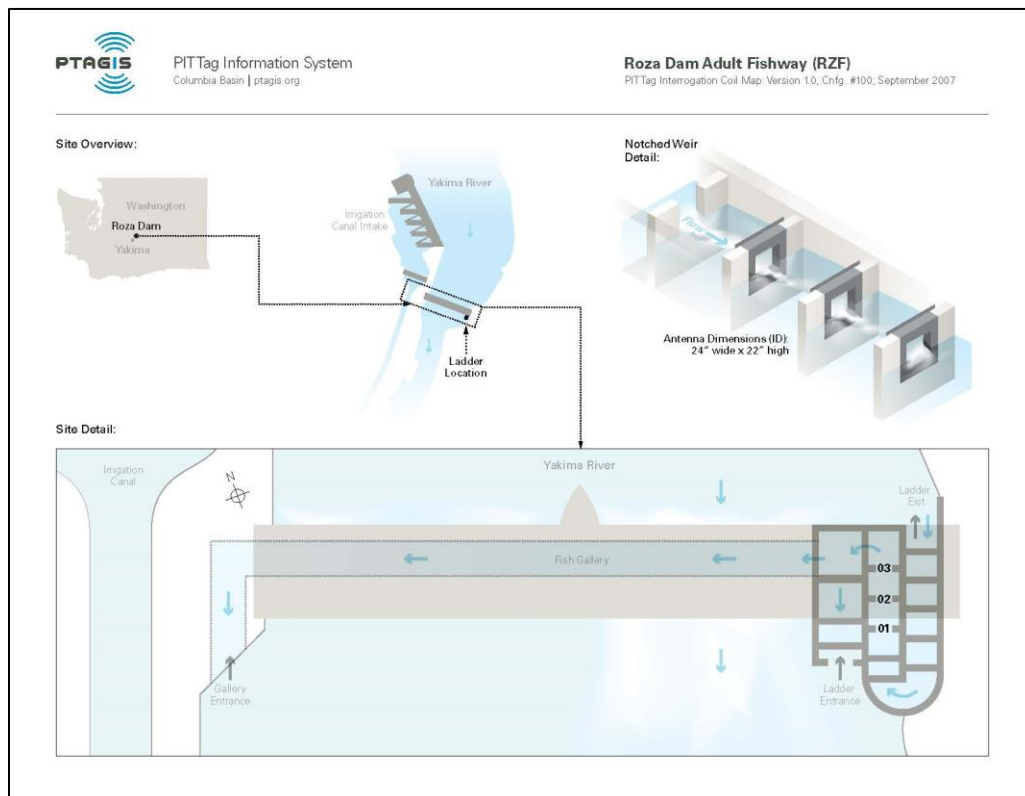 PTAGIS
PITTag Information System
Columbia Basin | ptagis.org
Roza Dam Adult Fishway (RZF)
PITTag Interrogation Coil Map: Version 1.0, Cnfg. #100; September 2007
Site Overview:
Washington
Roza Dam
Yakima
Yakima River
Irrigation
Canal Intake
Ladder
Location
Notched Weir
Detail:
Flow
Antenna Dimensions (ID):
24" wide x 22" high
Site Detail:
Irrigation
Canal
N
Yakima River
Ladder
Exit
Fish Gallery
03
02
01
Gallery
Entrance
Ladder
Entrance